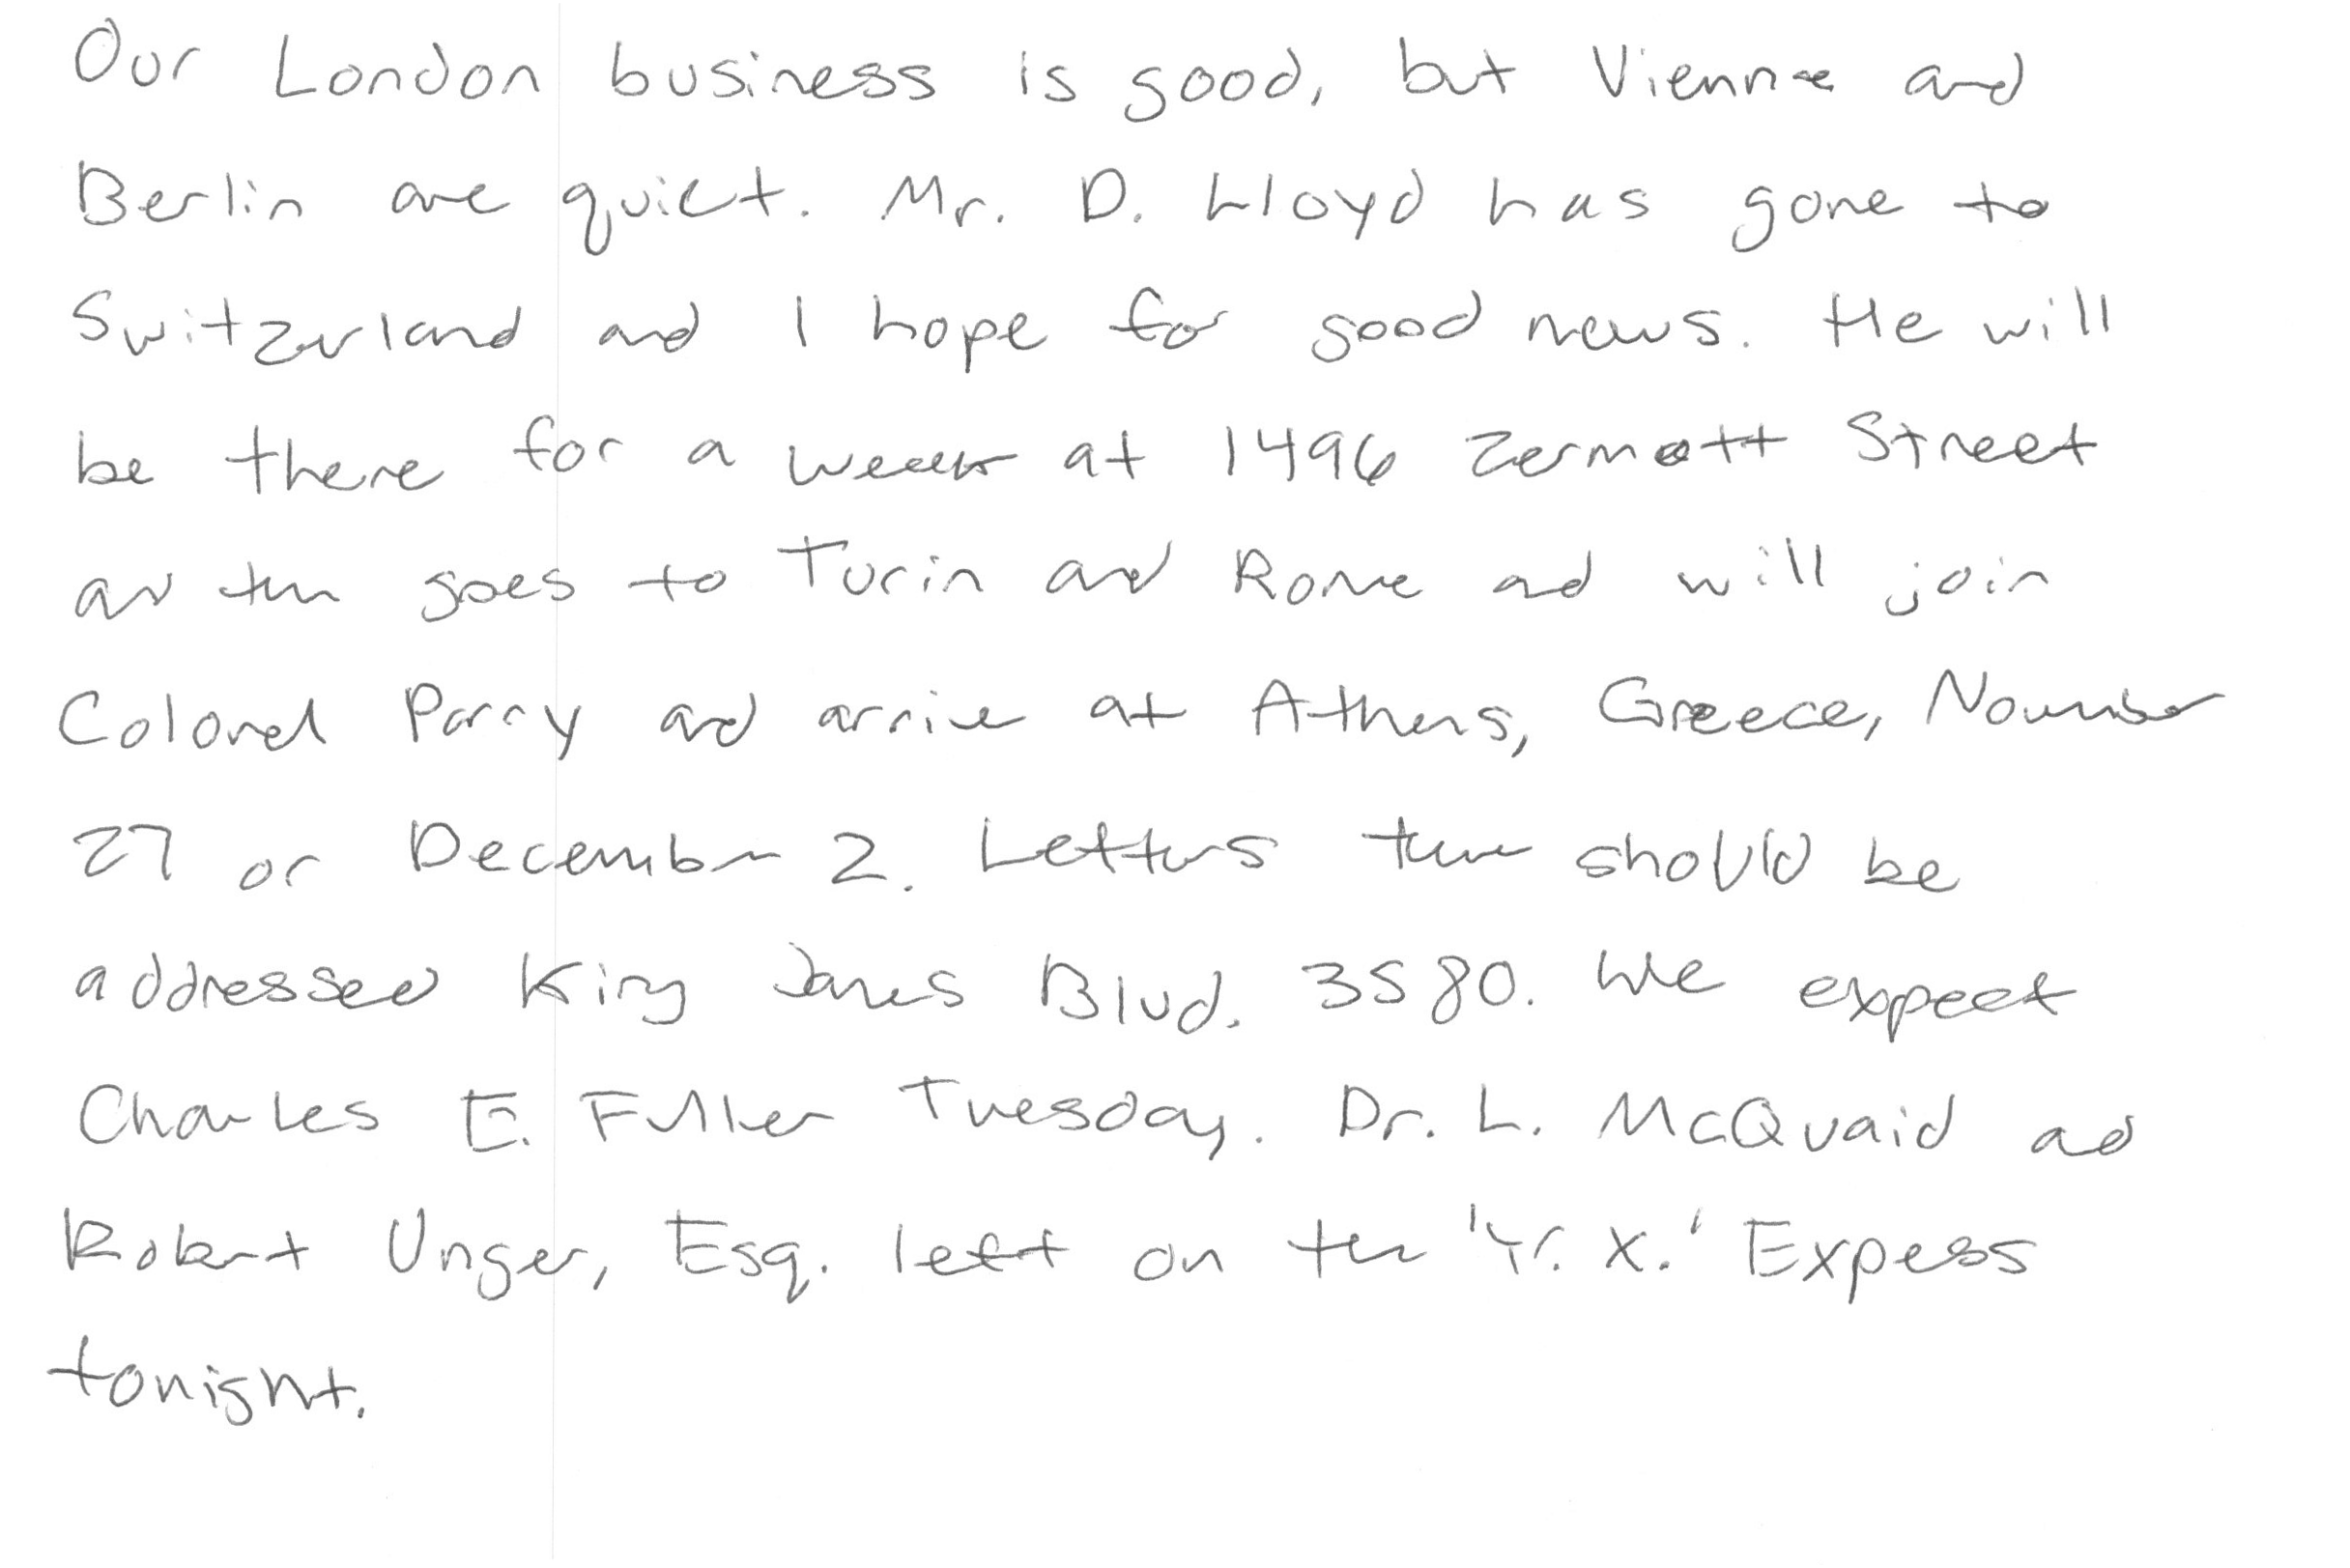 Our London business is good, but Vienna and
Berlin are quiet. Mr. D. Lloyd has gone to
Switzerland and I hope for good news. He will
be there for a week at 1496 Zermott Street
and then goes to Turin and Rome and will join
Colonel Parry and arrive at Athens, Greece, November
27 or December 2. Letters there should be
addressed King James Blvd. 3580. We expect
Charles E. Fuller Tuesday. Dr. L. McQuaid and
Robert Unger, Esq. left on the 'Y.X.' Express
tonight.